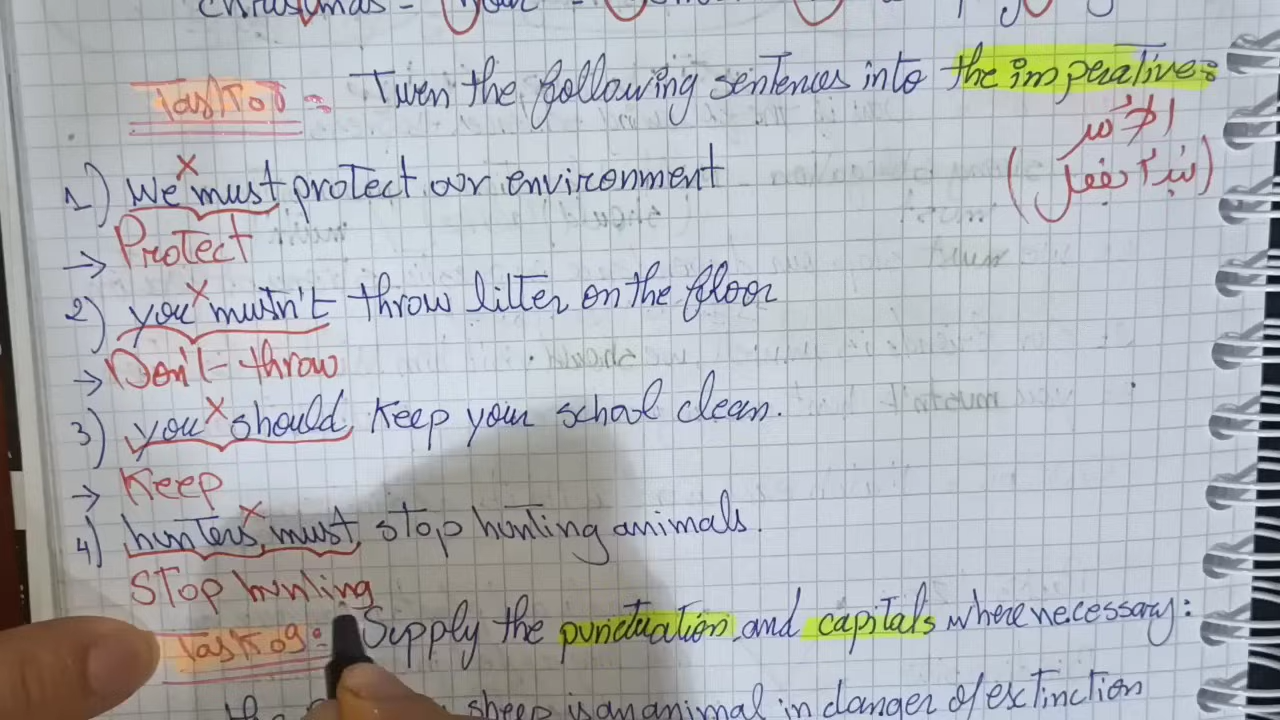 christmas -
Task 08 = Turn the following sentences into the imperative:
الأمر
(نبدأ بفعل)
1) We must protect our environment
→ Protect
2) you mustn't throw litter on the floor
→ Don't throw
3) you should keep your school clean.
→ Keep
4) hunters must stop hunting animals.
Stop hunting
Task 09: Supply the punctuation and capitals where necessary:
sheep is an animal in danger of extinction